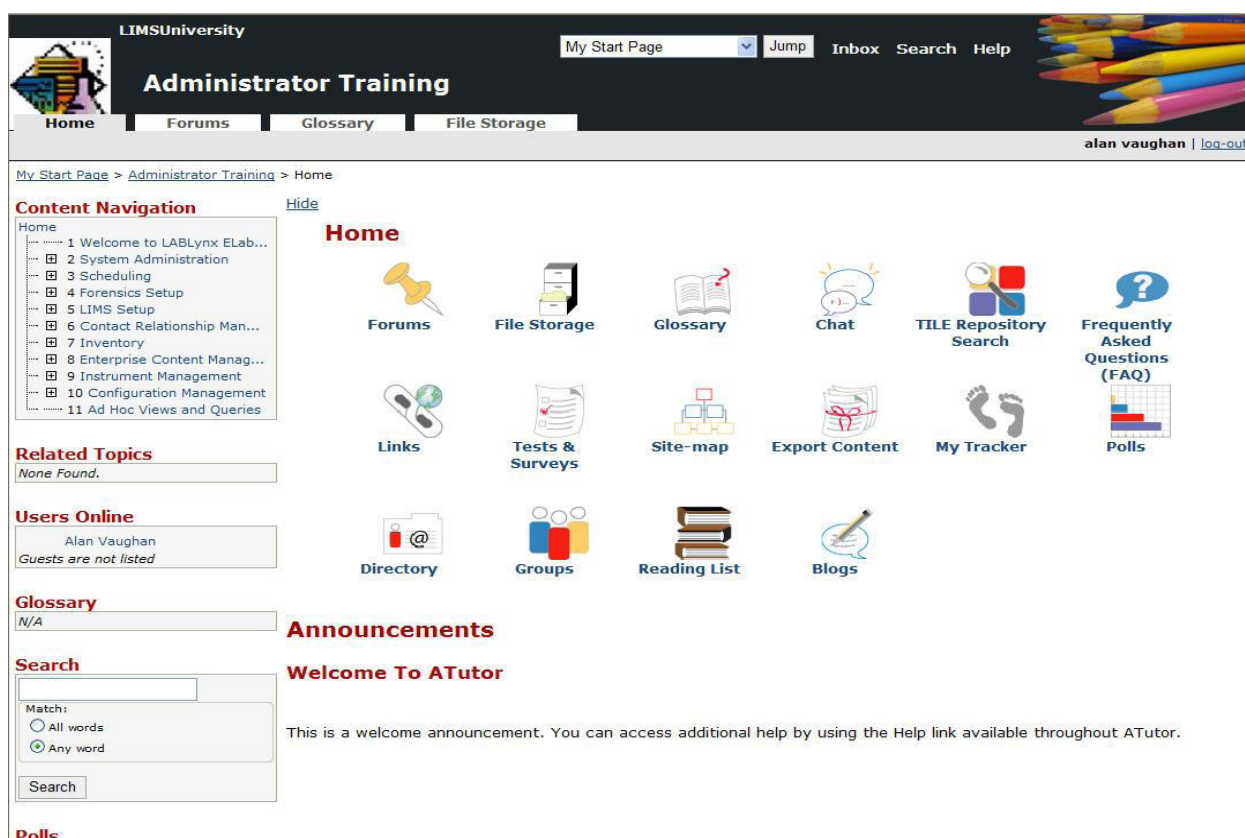 LIMSUniversity
My Start Page
Jump
Inbox Search Help
Administrator Training
Home Forums Glossary File Storage
alan vaughan | log-out
My Start Page > Administrator Training > Home
Content Navigation
Home
1 Welcome to LABLynx ELab...
2 System Administration
3 Scheduling
4 Forensics Setup
5 LIMS Setup
6 Contact Relationship Man...
7 Inventory
8 Enterprise Content Manag...
9 Instrument Management
10 Configuration Management
11 Ad Hoc Views and Queries
Related Topics
None Found.
Users Online
Alan Vaughan
Guests are not listed
Glossary
N/A
Search
Match:
All words
Any word
Search
Polls
Hide
Home
Forums
File Storage
Glossary
Chat
TILE Repository
Search
Frequently
Asked
Questions
(FAQ)
Links
Tests &
Surveys
Site-map
Export Content
My Tracker
Polls
Directory
Groups
Reading List
Blogs
Announcements
Welcome To ATutor
This is a welcome announcement. You can access additional help by using the Help link available throughout ATutor.